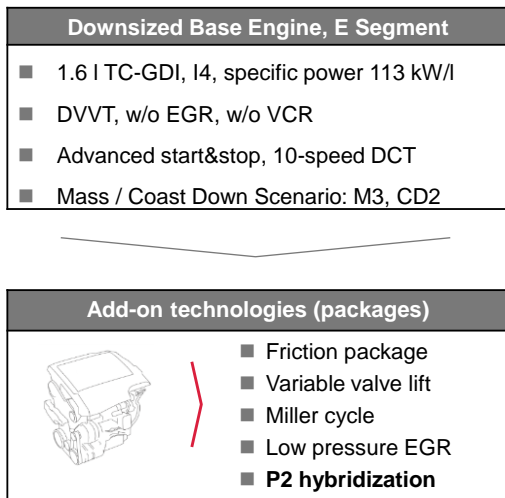 Downsized Base Engine, E Segment
1.6 l TC-GDI, I4, specific power 113 kW/l
DVVT, w/o EGR, w/o VCR
Advanced start&stop, 10-speed DCT
Mass / Coast Down Scenario: M3, CD2
Add-on technologies (packages)
Friction package
Variable valve lift
Miller cycle
Low pressure EGR
P2 hybridization